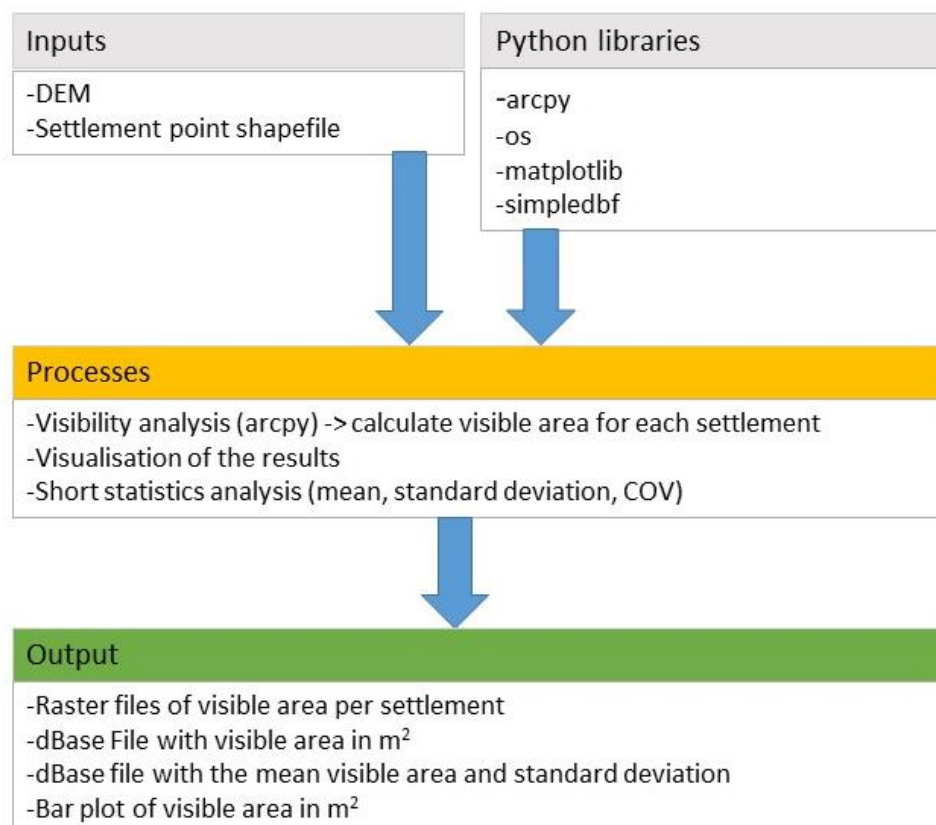 Inputs
-DEM
-Settlement point shapefile
Python libraries
-arcpy
-os
-matplotlib
-simpledbf
Processes
-Visibility analysis (arcpy) -> calculate visible area for each settlement
-Visualisation of the results
-Short statistics analysis (mean, standard deviation, COV)
Output
-Raster files of visible area per settlement
-dBase File with visible area in m²
-dBase file with the mean visible area and standard deviation
-Bar plot of visible area in m²